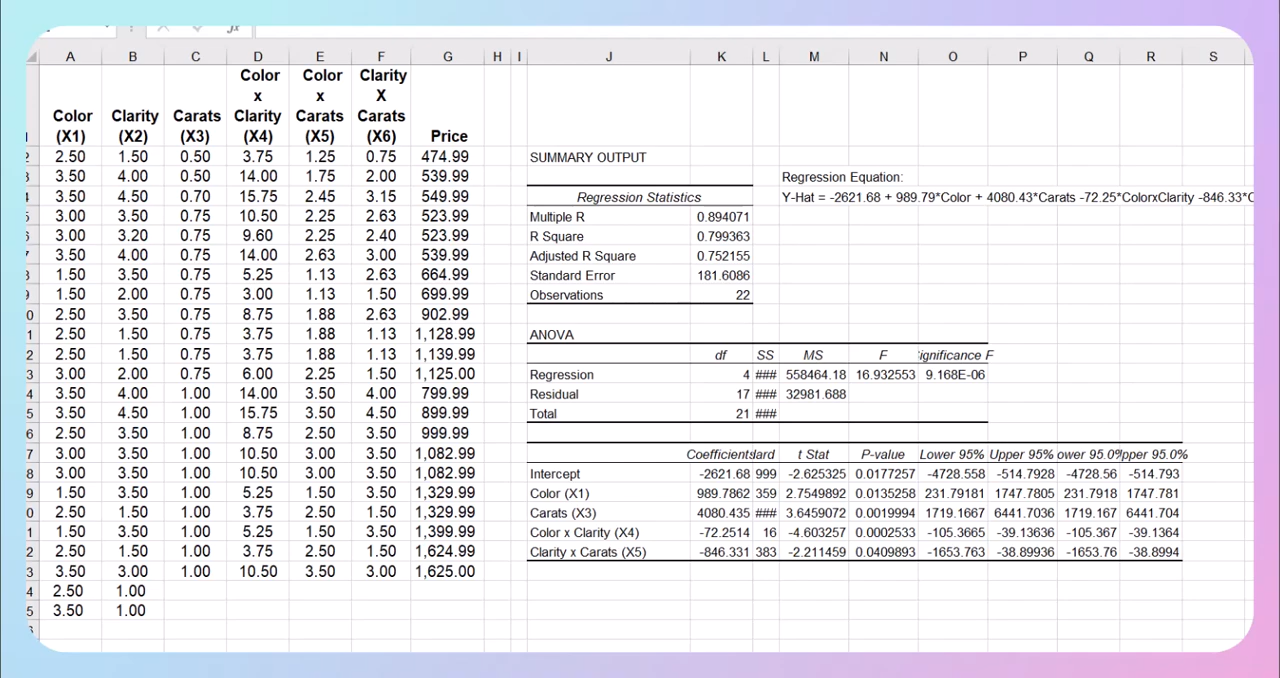 fx
A B C D E F G H I J K L M N O P Q R S
Color Color Clarity
x x X
Color Clarity Carats Clarity Carats Carats
(X1) (X2) (X3) (X4) (X5) (X6) Price
2 2.50 1.50 0.50 3.75 1.25 0.75 474.99 SUMMARY OUTPUT
3 3.50 4.00 0.50 14.00 1.75 2.00 539.99 Regression Equation:
4 3.50 4.50 0.70 15.75 2.45 3.15 549.99 Regression Statistics Y-Hat = -2621.68 + 989.79*Color + 4080.43*Carats -72.25*ColorxClarity -846.33*C
5 3.00 3.50 0.75 10.50 2.25 2.63 523.99 Multiple R 0.894071
6 3.00 3.20 0.75 9.60 2.25 2.40 523.99 R Square 0.799363
7 3.50 4.00 0.75 14.00 2.63 3.00 539.99 Adjusted R Square 0.752155
3 1.50 3.50 0.75 5.25 1.13 2.63 664.99 Standard Error 181.6086
9 1.50 2.00 0.75 3.00 1.13 1.50 699.99 Observations 22
0 2.50 3.50 0.75 8.75 1.88 2.63 902.99
1 2.50 1.50 0.75 3.75 1.88 1.13 1,128.99 ANOVA
2 2.50 1.50 0.75 3.75 1.88 1.13 1,139.99 df SS MS F ignificance F
3 3.00 2.00 0.75 6.00 2.25 1.50 1,125.00 Regression 4 ### 558464.18 16.932553 9.168E-06
4 3.50 4.00 1.00 14.00 3.50 4.00 799.99 Residual 17 ### 32981.688
5 3.50 4.50 1.00 15.75 3.50 4.50 899.99 Total 21 ###
6 2.50 3.50 1.00 8.75 2.50 3.50 999.99
7 3.00 3.50 1.00 10.50 3.00 3.50 1,082.99 Coefficients dard t Stat P-value Lower 95% Upper 95% ower 95.0% pper 95.0%
8 3.00 3.50 1.00 10.50 3.00 3.50 1,082.99 Intercept -2621.68 999 -2.625325 0.0177257 -4728.558 -514.7928 -4728.56 -514.793
9 1.50 3.50 1.00 5.25 1.50 3.50 1,329.99 Color (X1) 989.7862 359 2.7549892 0.0135258 231.79181 1747.7805 231.7918 1747.781
0 2.50 1.50 1.00 3.75 2.50 1.50 1,329.99 Carats (X3) 4080.435 ### 3.6459072 0.0019994 1719.1667 6441.7036 1719.167 6441.704
1 1.50 3.50 1.00 5.25 1.50 3.50 1,399.99 Color x Clarity (X4) -72.2514 16 -4.603257 0.0002533 -105.3665 -39.13636 -105.367 -39.1364
2 2.50 1.50 1.00 3.75 2.50 1.50 1,624.99 Clarity x Carats (X5) -846.331 383 -2.211459 0.0409893 -1653.763 -38.89936 -1653.76 -38.8994
3 3.50 3.00 1.00 10.50 3.50 3.00 1,625.00
4 2.50 1.00
5 3.50 1.00